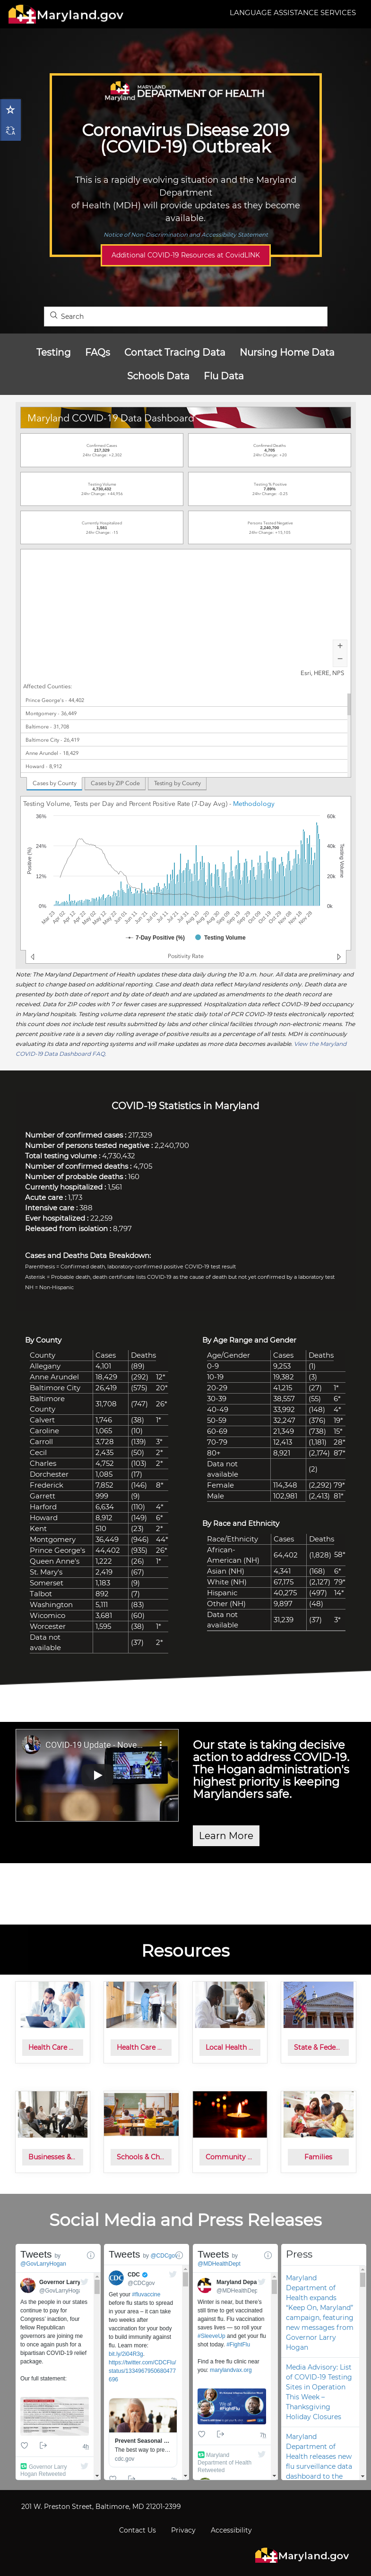 Maryland.gov
LANGUAGE ASSISTANCE SERVICES
Maryland
MARYLAND
DEPARTMENT OF HEALTH
Coronavirus Disease 2019
(COVID-19) Outbreak
This is a rapidly evolving situation and the Maryland
Department
of Health (MDH) will provide updates as they become
available.
Notice of Non-Discrimination and Accessibility Statement
Additional COVID-19 Resources at CovidLINK
Search
Testing FAQs Contact Tracing Data Nursing Home Data
Schools Data Flu Data
Maryland COVID-19 Data Dashboard
Confirmed Cases
217,329
24hr Change: +2,302
Confirmed Deaths
4,705
24hr Change: +20
Testing Volume
4,730,432
Testing % Positive
7.89%
Currently Hospitalized
1,561
Persons Tested Negative
2,240,700
+
−
Esri, HERE, NPS
Affected Counties:
Prince George's - 44,402
Montgomery - 36,449
Baltimore - 31,708
Baltimore City - 26,419
Anne Arundel - 18,429
Howard - 8,912
Cases by County
Cases by ZIP Code
Testing by County
Testing Volume, Tests per Day and Percent Positive Rate (7-Day Avg) - Methodology
36%
24%
12%
0%
Positive (%)
60k
40k
20k
0k
Testing Volume
7-Day Positive (%)
Testing Volume
Positivity Rate
Note: The Maryland Department of Health updates these data daily during the 10 a.m. hour. All data are preliminary and
subject to change based on additional reporting. Case and death data reflect Maryland residents only. Death data are
presented by both date of report and by date of death and are updated as amendments to the death record are
received. Data for ZIP codes with 7 or fewer cases are suppressed. Hospitalization data reflect COVID-19 bed occupancy
in Maryland hospitals. Testing volume data represent the static daily total of PCR COVID-19 tests electronically reported;
this count does not include test results submitted by labs and other clinical facilities through non-electronic means. The
percent positive rate is a seven-day rolling average of positive results as a percentage of all tests. MDH is continuously
evaluating its data and reporting systems and will make updates as more data becomes available. View the Maryland
COVID-19 Data Dashboard FAQ.
COVID-19 Statistics in Maryland
Number of confirmed cases : 217,329
Number of persons tested negative : 2,240,700
Total testing volume : 4,730,432
Number of confirmed deaths : 4,705
Number of probable deaths : 160
Currently hospitalized : 1,561
Acute care : 1,173
Intensive care : 388
Ever hospitalized : 22,259
Released from isolation : 8,797
Cases and Deaths Data Breakdown:
Parenthesis = Confirmed death, laboratory-confirmed positive COVID-19 test result
Asterisk = Probable death, death certificate lists COVID-19 as the cause of death but not yet confirmed by a laboratory test
NH = Non-Hispanic
By County
County Cases Deaths
Allegany 4,101 (89)
Anne Arundel 18,429 (292) 12*
Baltimore City 26,419 (575) 20*
Baltimore
County 31,708 (747) 26*
Calvert 1,746 (38) 1*
Caroline 1,065 (10)
Carroll 3,728 (139) 3*
Cecil 2,435 (50) 2*
Charles 4,752 (103) 2*
Dorchester 1,085 (17)
Frederick 7,852 (146) 8*
Garrett 999 (9)
Harford 6,634 (110) 4*
Howard 8,912 (149) 6*
Kent 510 (23) 2*
Montgomery 36,449 (946) 44*
Prince George's 44,402 (935) 26*
Queen Anne's 1,222 (26) 1*
St. Mary's 2,419 (67)
Somerset 1,183 (9)
Talbot 892 (7)
Washington 5,111 (83)
Wicomico 3,681 (60)
Worcester 1,595 (38) 1*
Data not
available (37) 2*
By Age Range and Gender
Age/Gender Cases Deaths
0-9 9,253 (1)
10-19 19,382 (3)
20-29 41,215 (27) 1*
30-39 38,557 (55) 6*
40-49 33,992 (148) 4*
50-59 32,247 (376) 19*
60-69 21,349 (738) 15*
70-79 12,413 (1,181) 28*
80+ 8,921 (2,174) 87*
Data not
available (2)
Female 114,348 (2,292) 79*
Male 102,981 (2,413) 81*
By Race and Ethnicity
Race/Ethnicity Cases Deaths
African-
American (NH) 64,402 (1,828) 58*
Asian (NH) 4,341 (168) 6*
White (NH) 67,175 (2,127) 79*
Hispanic 40,275 (497) 14*
Other (NH) 9,897 (48)
Data not
available 31,239 (37) 3*
COVID-19 Update - Nove...
Our state is taking decisive
action to address COVID-19.
The Hogan administration's
highest priority is keeping
Marylanders safe.
Learn More
Resources
Health Care ...
Health Care ...
Local Health ...
State & Fede...
Businesses &...
Schools & Ch...
Community ...
Families
Social Media and Press Releases
Tweets by
@GovLarryHogan
Governor Larry
@GovLarryHoga
As the people in our states
continue to pay for
Congress' inaction, four
fellow Republican
governors are joining me
once again push for a
bipartisan COVID-19 relief
package.
Our full statement:
4h
Governor Larry
Hogan Retweeted
Tweets by @CDCgov
CDC
@CDCgov
Get your #fluvaccine
before flu starts to spread
in your area – it can take
two weeks after
vaccination for your body
to build immunity against
flu. Learn more:
bit.ly/2i04R3g.
https://twitter.com/CDCFlu/
status/1334967950680477
696
Prevent Seasonal ...
The best way to pre...
cdc.gov
Tweets by
@MDHealthDept
Maryland Depa
@MDHealthDep
Winter is near, but there's
still time to stay protected
against flu. Flu vaccination
saves lives — so roll your
#SleeveUp and get your flu
shot today. #FightFlu
Find a free flu clinic near
you: marylandvax.org
7h
Maryland
Department of Health
Retweeted
Press
Maryland
Department of
Health expands
"Keep On, Maryland"
campaign, featuring
new messages from
Governor Larry
Hogan
Media Advisory: List
of COVID-19 Testing
Sites in Operation
This Week –
Thanksgiving
Holiday Closures
Maryland
Department of
Health releases new
flu surveillance data
dashboard to the
201 W. Preston Street, Baltimore, MD 21201-2399
Contact Us Privacy Accessibility
Maryland.gov